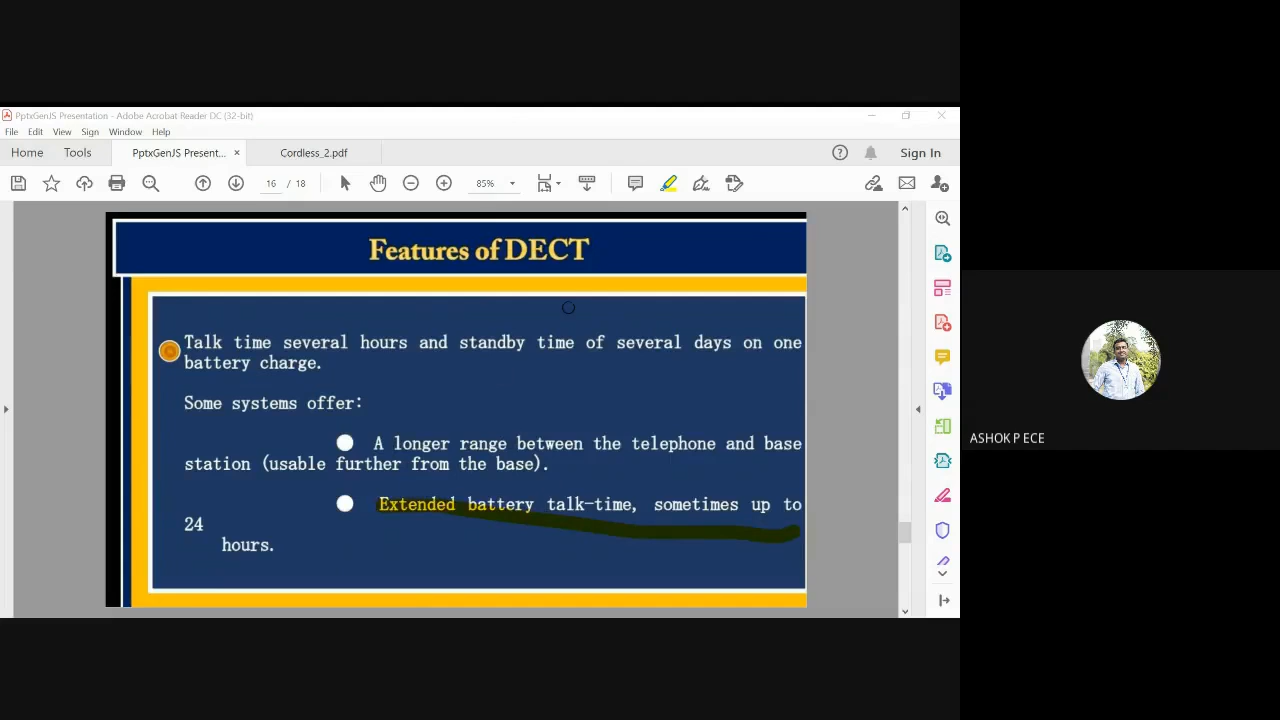 PptxGenJS Presentation - Adobe Acrobat Reader DC (32-bit)
File Edit View Sign Window Help
Home Tools PptxGenJS Present... × Cordless_2.pdf Sign In
16 / 18 85%
Features of DECT
Talk time several hours and standby time of several days on one
battery charge.
Some systems offer:
A longer range between the telephone and base
station (usable further from the base).
Extended battery talk-time, sometimes up to
24
hours.
ASHOK P ECE